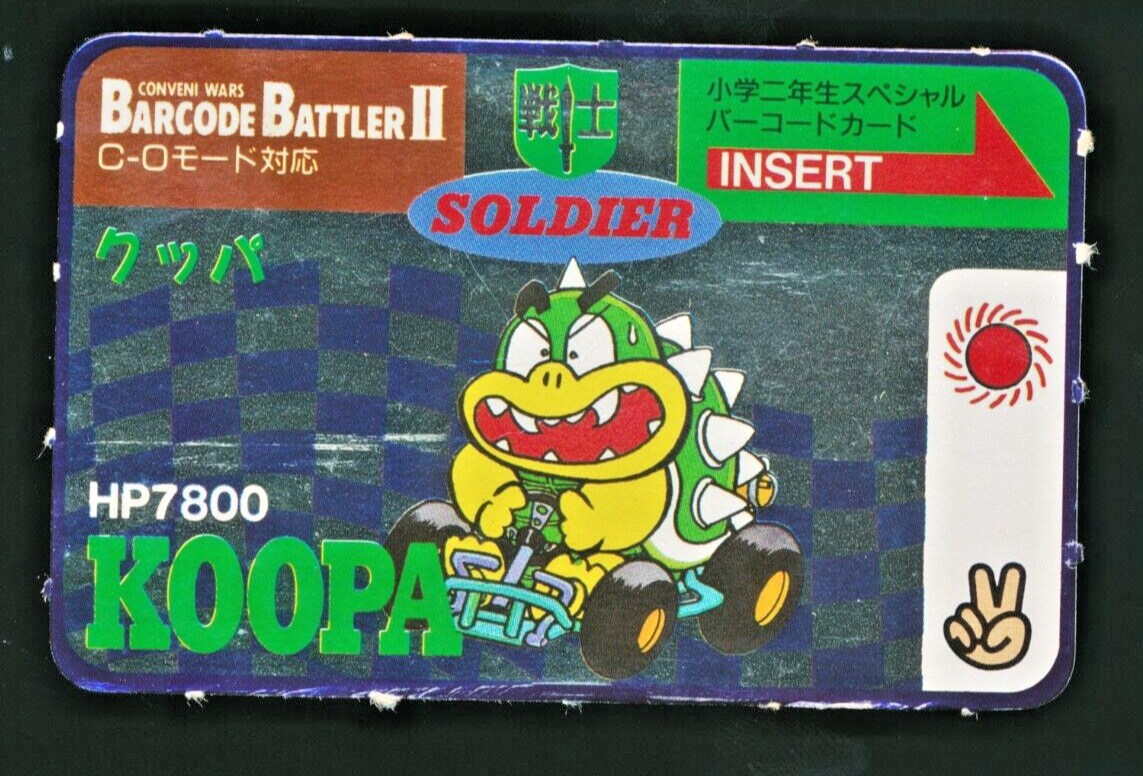 CONVENI WARS
BARCODE BATTLER II
C-0モード対応
戦士
SOLDIER
小学二年生スペシャル
バーコードカード
INSERT
クッパ
HP7800
KOOPA